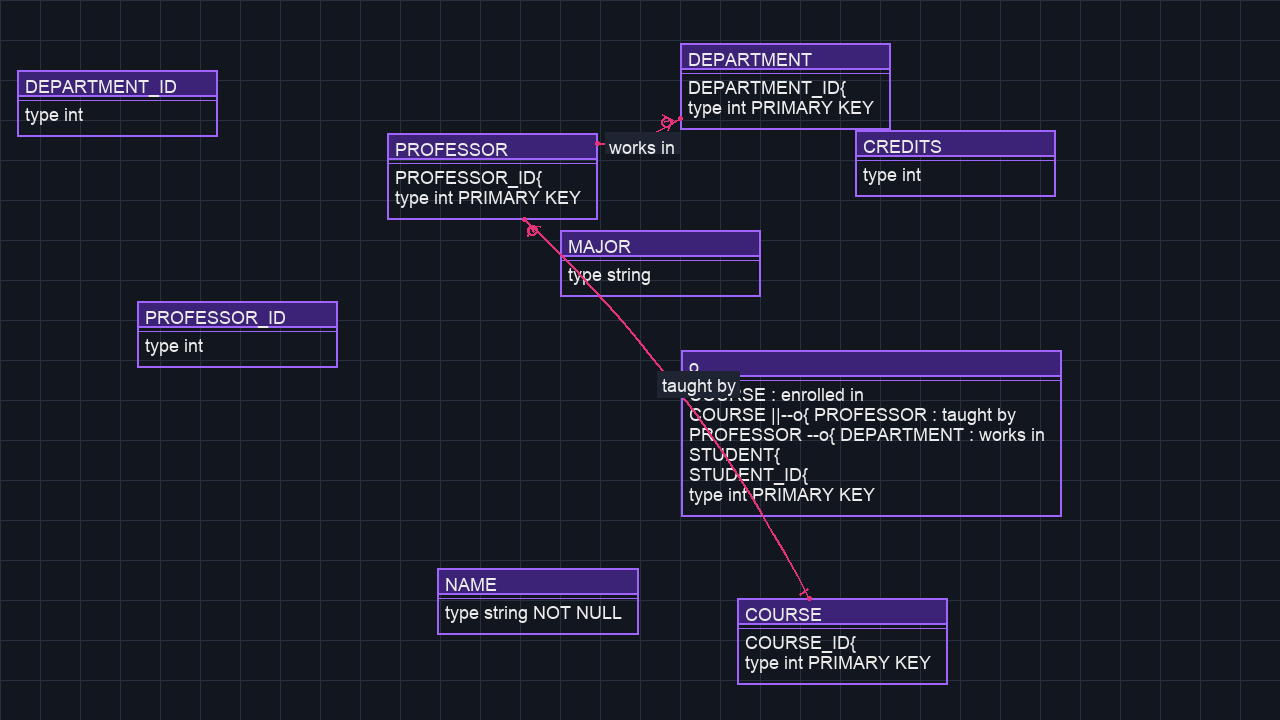 DEPARTMENT_ID
type int
DEPARTMENT
DEPARTMENT_ID{
type int PRIMARY KEY
works in
PROFESSOR
PROFESSOR_ID{
type int PRIMARY KEY
CREDITS
type int
MAJOR
type string
PROFESSOR_ID
type int
o
taught by
COURSE : enrolled in
COURSE ||--o{ PROFESSOR : taught by
PROFESSOR --o{ DEPARTMENT : works in
STUDENT{
STUDENT_ID{
type int PRIMARY KEY
NAME
type string NOT NULL
COURSE
COURSE_ID{
type int PRIMARY KEY